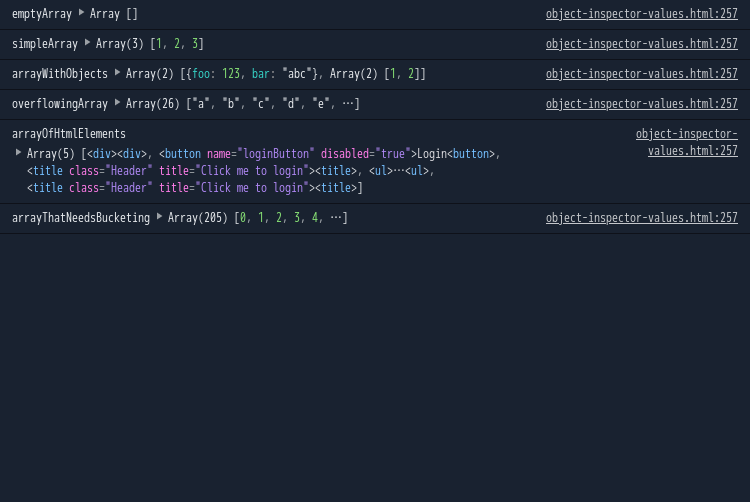 emptyArray ▶ Array [] object-inspector-values.html:257
simpleArray ▶ Array(3) [1, 2, 3] object-inspector-values.html:257
arrayWithObjects ▶ Array(2) [{foo: 123, bar: "abc"}, Array(2) [1, 2]] object-inspector-values.html:257
overflowingArray ▶ Array(26) ["a", "b", "c", "d", "e", …] object-inspector-values.html:257
arrayOfHtmlElements object-inspector-
values.html:257
▶ Array(5) [<div><div>, <button name="loginButton" disabled="true">Login<button>,
<title class="Header" title="Click me to login"><title>, <ul>…<ul>,
<title class="Header" title="Click me to login"><title>]
arrayThatNeedsBucketing ▶ Array(205) [0, 1, 2, 3, 4, …] object-inspector-values.html:257